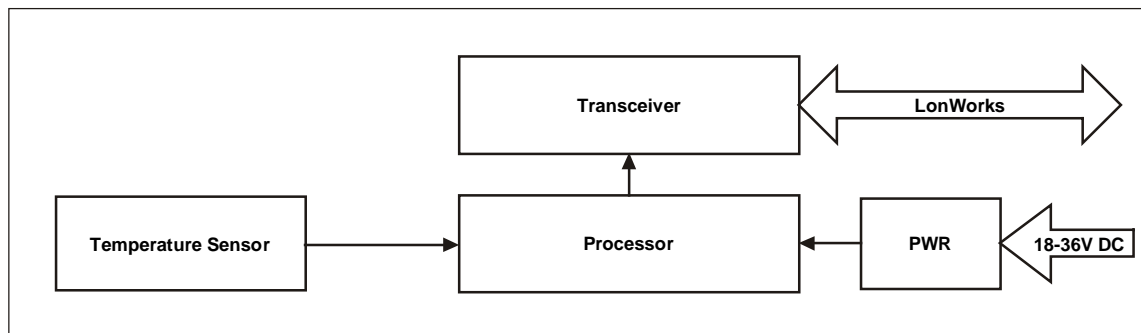 Transceiver
LonWorks
Temperature Sensor
Processor
PWR
18-36V DC